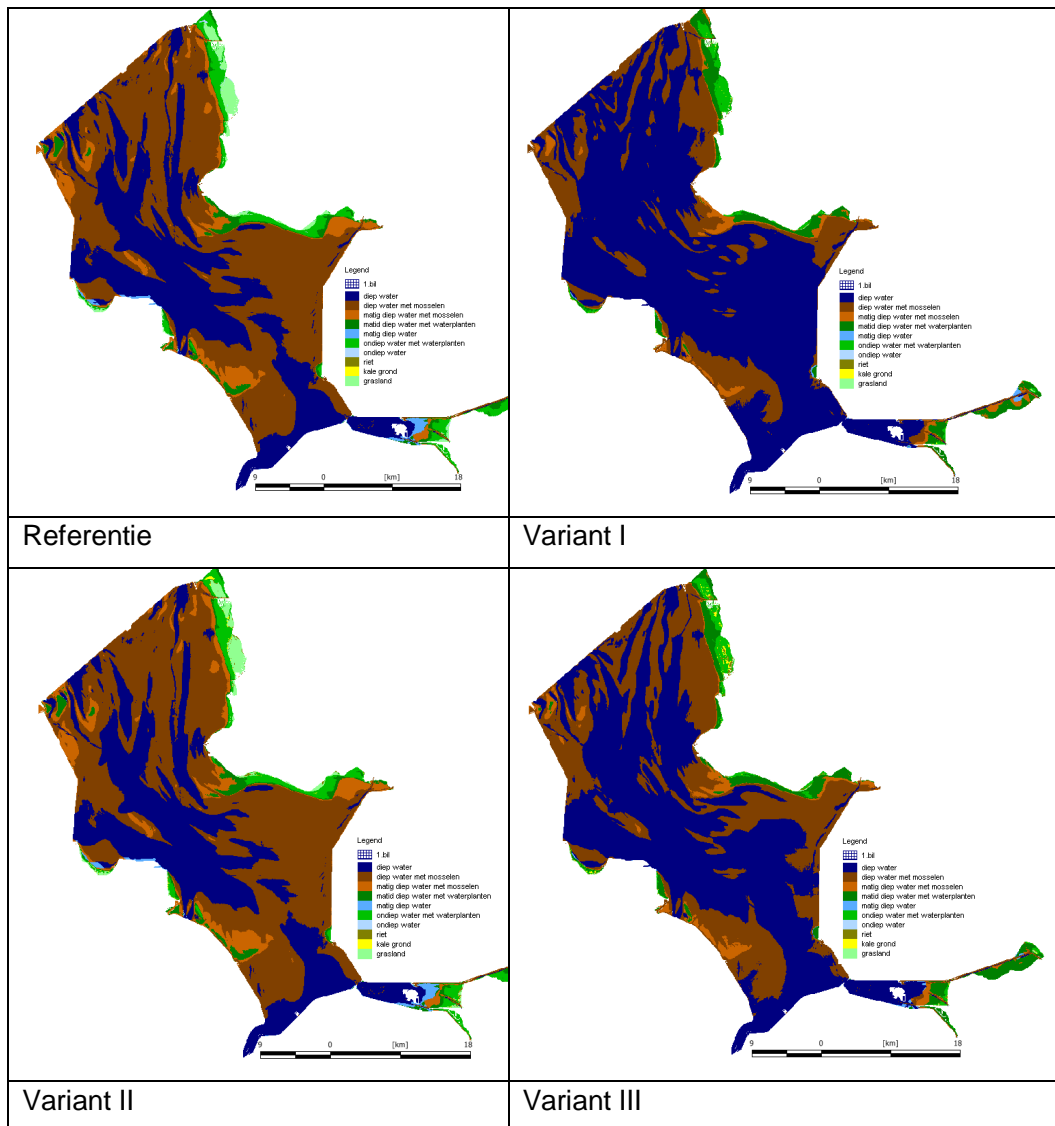 Legend
1.bil
diep water
diep water met mosselen
matig diep water met mosselen
matid diep water met waterplanten
matig diep water
ondiep water met waterplanten
ondiep water
riet
kale grond
grasland
9 0 [km] 18
Referentie
Legend
1.bil
diep water
diep water met mosselen
matig diep water met mosselen
matid diep water met waterplanten
matig diep water
ondiep water met waterplanten
ondiep water
riet
kale grond
grasland
9 0 [km] 18
Variant I
Legend
1.bil
diep water
diep water met mosselen
matig diep water met mosselen
matid diep water met waterplanten
matig diep water
ondiep water met waterplanten
ondiep water
riet
kale grond
grasland
9 0 [km] 18
Variant II
Legend
1.bil
diep water
diep water met mosselen
matig diep water met mosselen
matid diep water met waterplanten
matig diep water
ondiep water met waterplanten
ondiep water
riet
kale grond
grasland
9 0 [km] 18
Variant III